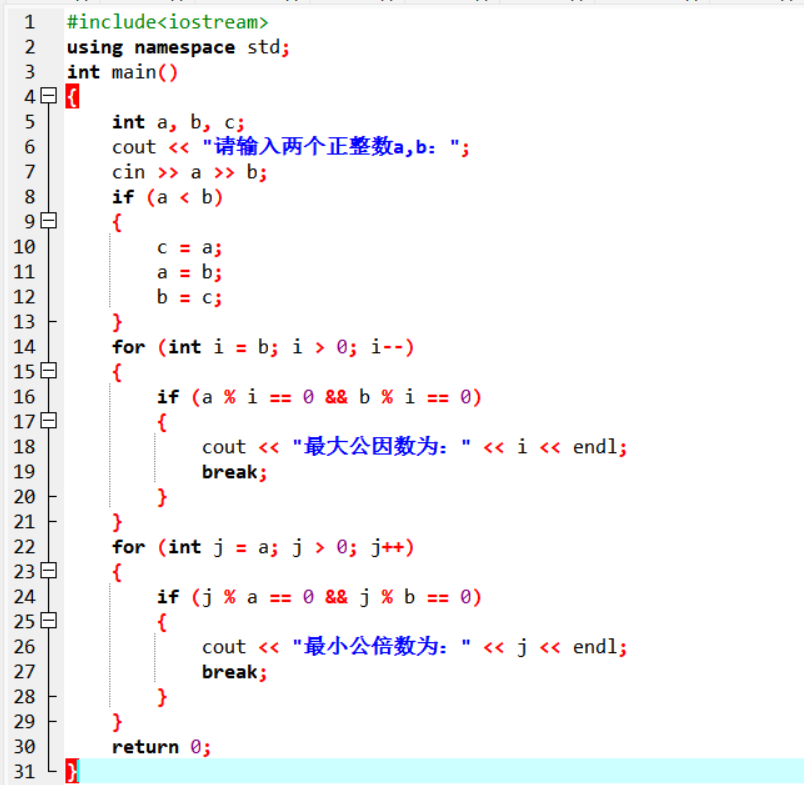 1 #include<iostream>
2 using namespace std;
3 int main()
4 {
5 int a, b, c;
6 cout << "请输入两个正整数a,b：";
7 cin >> a >> b;
8 if (a < b)
9 {
10 c = a;
11 a = b;
12 b = c;
13 }
14 for (int i = b; i > 0; i--)
15 {
16 if (a % i == 0 && b % i == 0)
17 {
18 cout << "最大公因数为：" << i << endl;
19 break;
20 }
21 }
22 for (int j = a; j > 0; j++)
23 {
24 if (j % a == 0 && j % b == 0)
25 {
26 cout << "最小公倍数为：" << j << endl;
27 break;
28 }
29 }
30 return 0;
31 }